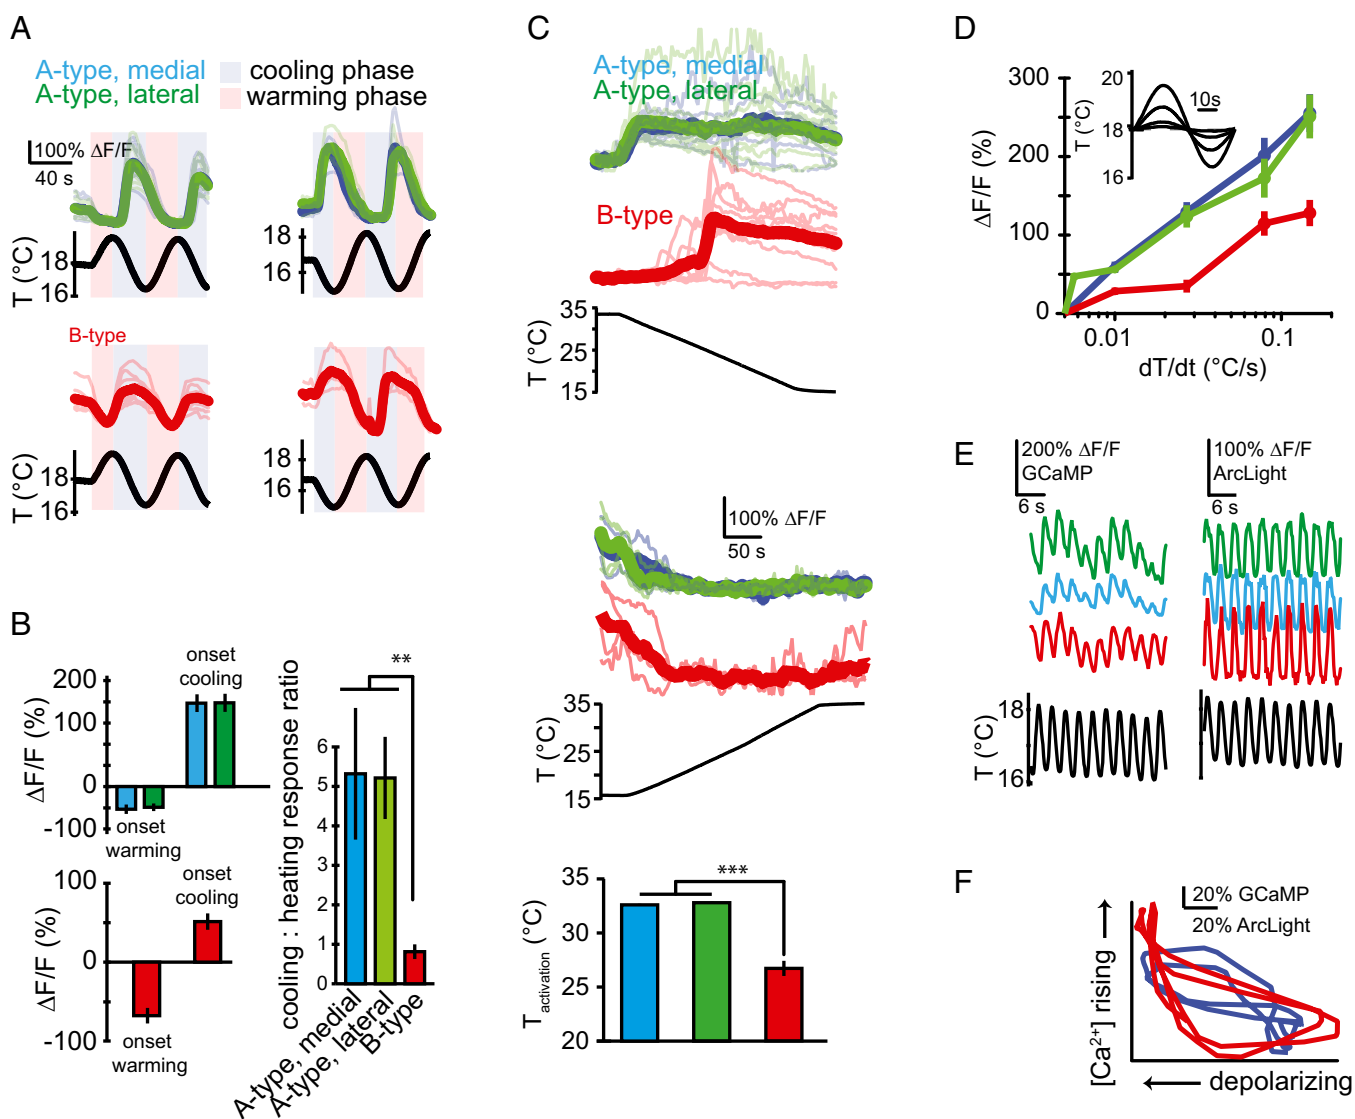 A
A-type, medial
A-type, lateral
cooling phase
warming phase
100% ΔF/F
40 s
T (°C)
18
16
18
16
B-type
T (°C)
18
16
18
16
B
ΔF/F (%)
200
100
0
-100
onset
cooling
onset
warming
ΔF/F (%)
100
0
-100
onset
cooling
onset
warming
cooling : heating response ratio
6
5
4
3
2
1
0
**
A-type, medial
A-type, lateral
B-type
C
A-type, medial
A-type, lateral
B-type
T (°C)
35
25
15
100% ΔF/F
50 s
T (°C)
35
25
15
T activation (°C)
35
30
25
20
***
D
ΔF/F (%)
300
200
100
0
0.01
0.1
dT/dt (°C/s)
T (°C)
20
18
16
10s
E
200% ΔF/F
GCaMP
6 s
100% ΔF/F
ArcLight
6 s
T (°C)
18
16
F
20% GCaMP
20% ArcLight
[Ca²⁺] rising
depolarizing